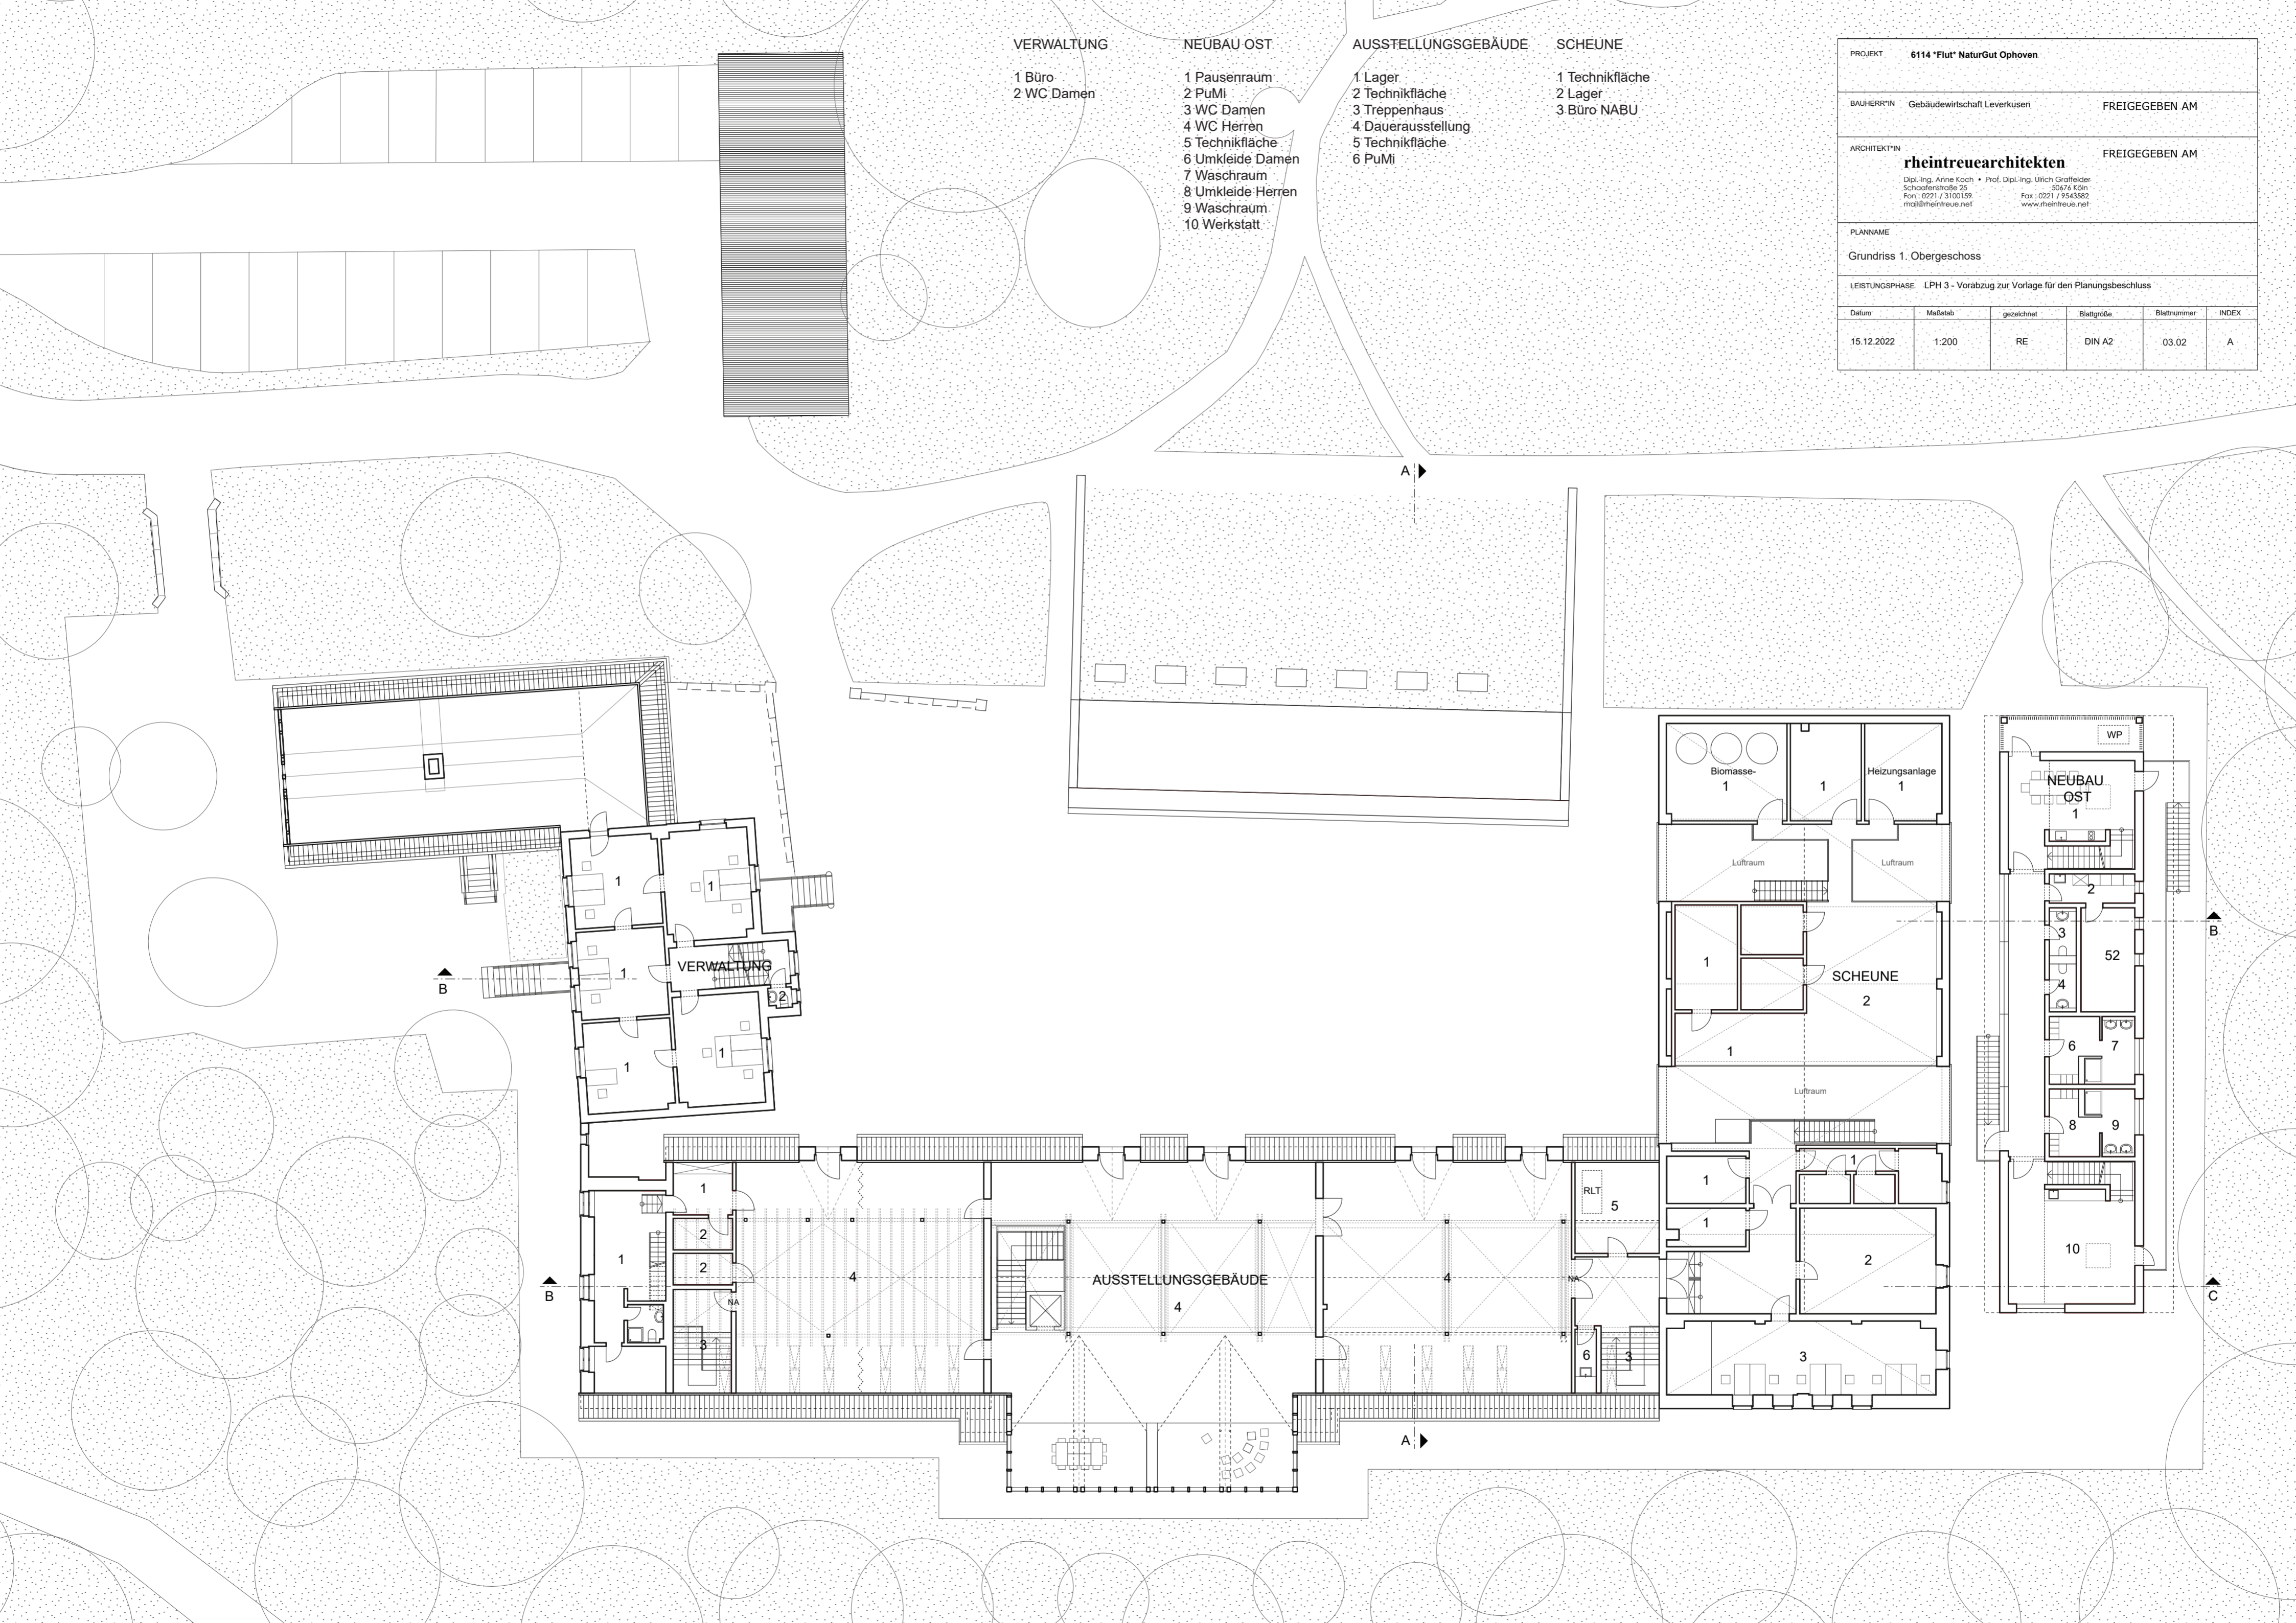 VERWALTUNG
1 Büro
2 WC Damen
NEUBAU OST
1 Pausenraum
2 PuMi
3 WC Damen
4 WC Herren
5 Technikfläche
6 Umkleide Damen
7 Waschraum
8 Umkleide Herren
9 Waschraum
10 Werkstatt
AUSSTELLUNGSGEBÄUDE
1 Lager
2 Technikfläche
3 Treppenhaus
4 Dauerausstellung
5 Technikfläche
6 PuMi
SCHEUNE
1 Technikfläche
2 Lager
3 Büro NABU
PROJEKT 6114 *Flut* NaturGut Ophoven
BAUHERR*IN Gebäudewirtschaft Leverkusen FREIGEGEBEN AM
ARCHITEKT*IN FREIGEGEBEN AM
rheintreuearchitekten
Dipl.-Ing. Anne Koch • Prof. Dipl.-Ing. Ulrich Graffelder
Schaafenstraße 25 50676 Köln
Fon : 0221 / 3100159 Fax : 0221 / 9543582
mail@rheintreue.net www.rheintreue.net
PLANNAME
Grundriss 1. Obergeschoss
LEISTUNGSPHASE LPH 3 - Vorabzug zur Vorlage für den Planungsbeschluss
Datum Maßstab gezeichnet Blattgröße Blattnummer INDEX
15.12.2022 1:200 RE DIN A2 03.02 A
A
WP
Biomasse-
1
1
Heizungsanlage
1
NEUBAU
OST
1
Luftraum
Luftraum
1
1
2
3
B
1
52
SCHEUNE
2
4
1
VERWALTUNG
2
B
1
1
1
6
7
Luftraum
8
9
1
1
1
RLT
5
1
1
2
2
1
4
AUSSTELLUNGSGEBÄUDE
4
4
NA
2
10
B
NA
C
3
6
3
3
A